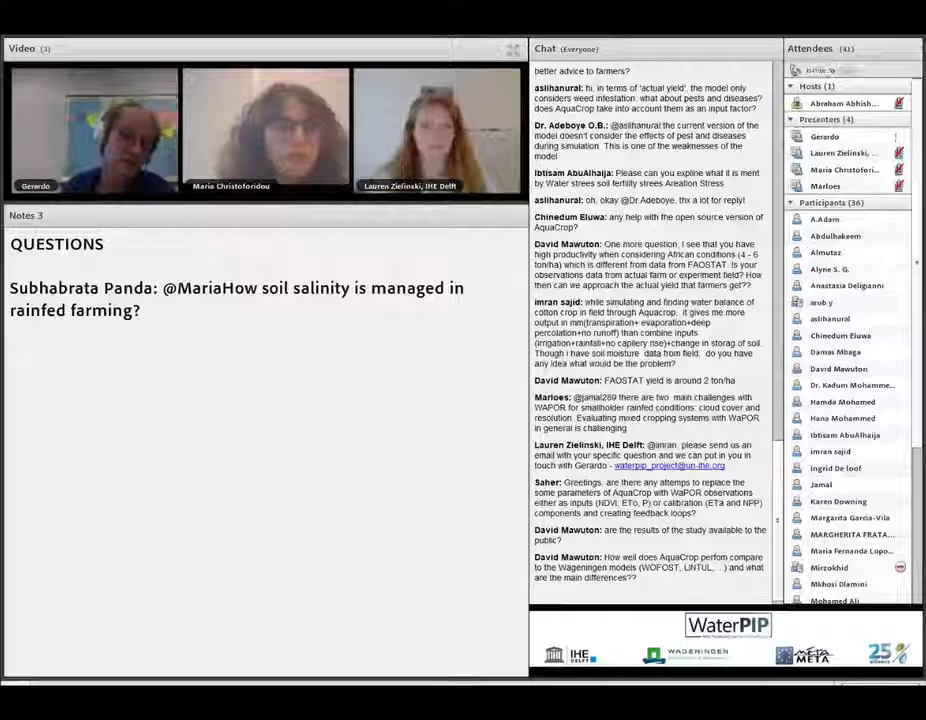 Video (3)
Gerardo
Maria Christoforidou
Lauren Zielinski, IHE Delft
Notes 3
QUESTIONS
Subhabrata Panda: @MariaHow soil salinity is managed in
rainfed farming?
Chat (Everyone)
better advice to farmers?
aslihanural: hi, in terms of 'actual yield', the model only
considers weed infestation, what about pests and diseases?
does AquaCrop take into account them as an input factor?
Dr. Adeboye O.B.: @aslihanural the current version of the
model doesn't consider the effects of pest and diseases
during simulation This is one of the weaknesses of the
model
Ibtisam AbuAlhaija: Please can you expline what it is ment
by Water strees soil ferfility strees Areation Stress
aslihanural: oh, okay @Dr.Adeboye, thx a lot for reply!
Chinedum Eluwa: any help with the open source version of
AquaCrop?
David Mawuton: One more question, I see that you have
high productivity when considering African conditions (4 - 6
ton/ha) which is different from data from FAOSTAT. Is your
observations data from actual farm or experiment field? How
then can we approach the actual yield that farmers get??
imran sajid: while simulating and finding water balance of
cotton crop in field through Aquacrop, it gives me more
output in mm(transpiration+ evaporation+deep
percolation+no runoff) than combine inputs
(irrigation+rainfall+no capilery rise)+change in storag of soil.
Though i have soil moisture data from field, do you have
any idea what would be the problem?
David Mawuton: FAOSTAT yield is around 2 ton/ha
Marloes: @jamal289 there are two main challenges with
WAPOR for smallholder rainfed conditions: cloud cover and
resolution. Evaluating mixed cropping systems with WaPOR
in general is challenging
Lauren Zielinski, IHE Delft: @imran, please send us an
email with your specific question and we can put in you in
touch with Gerardo - waterpip_project@un-ihe.org
Saher: Greetings, are there any attemps to replace the
some parameters of AquaCrop with WaPOR observations
either as inputs (NDVI, ETo, P) or calibration (ETa and NPP)
components and creating feedback loops?
David Mawuton: are the results of the study available to the
public?
David Mawuton: How well does AquaCrop perfom compare
to the Wageningen models (WOFOST, LINTUL, ...) and what
are the main differences??
Attendees (41)
Hosts (1)
Abraham Abhish...
Presenters (4)
Gerardo
Lauren Zielinski, ...
Maria Christofori...
Marloes
Participants (36)
A.Adam
Abdulhakeem
Almutaz
Alyne S. G.
Anastasia Deligianni
arub y
aslihanural
Chinedum Eluwa
Damas Mbaga
David Mawuton
Dr. Kadum Mohamme...
Hamda Mohamed
Hana Mohammed
Ibtisam AbuAlhaija
imran sajid
Ingrid De loof
Jamal
Karen Downing
Margarita Garcia-Vila
MARGHERITA FRATA...
Maria Fernanda Lopo...
Mirzokhid
Mkhosi Dlamini
Mohamed Ali
WaterPIP
IHE
DELFT
WAGENINGEN
META
META
25